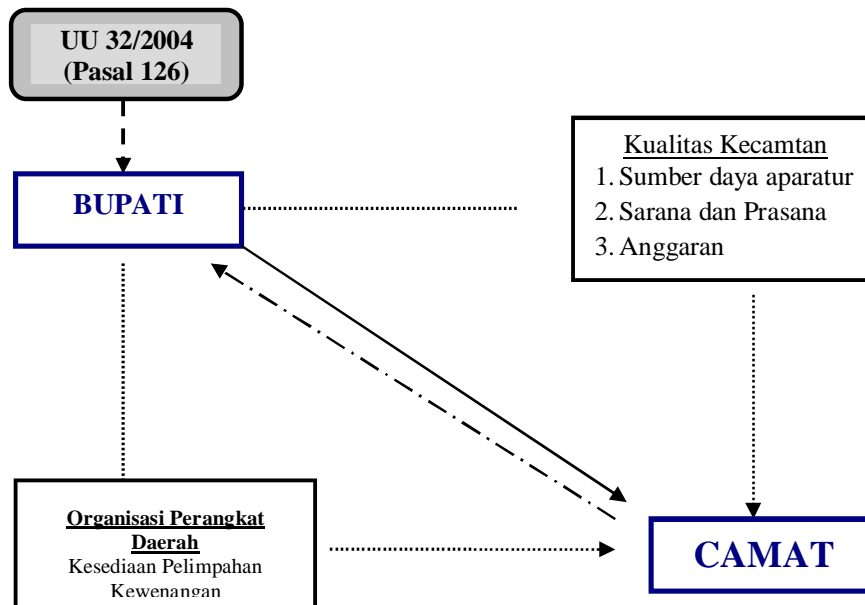 UU 32/2004
(Pasal 126)
Kualitas Kecamtan
1. Sumber daya aparatur
2. Sarana dan Prasana
3. Anggaran
BUPATI
Organisasi Perangkat
Daerah
Kesediaan Pelimpahan
Kewenangan
CAMAT